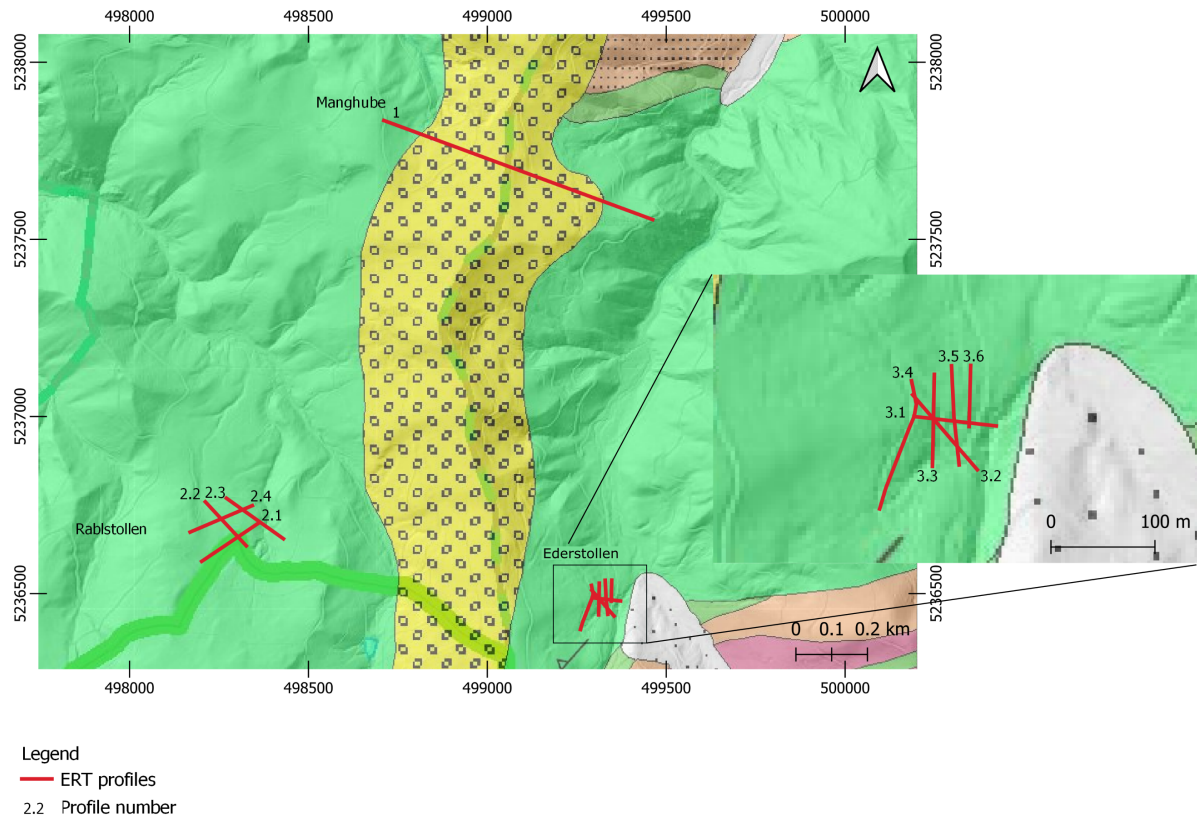 498000 498500 499000 499500 500000
5238000
5238000
Manghube 1
5237500
5237500
3.5 3.6
3.4
3.1
3.3
3.2
5237000
2.2 2.3
2.4
2.1
Rablstollen
0 100 m
Ederstollen
5236500
5236500
0 0.1 0.2 km
498000 498500 499000 499500 500000
Legend
ERT profiles
2.2 Profile number